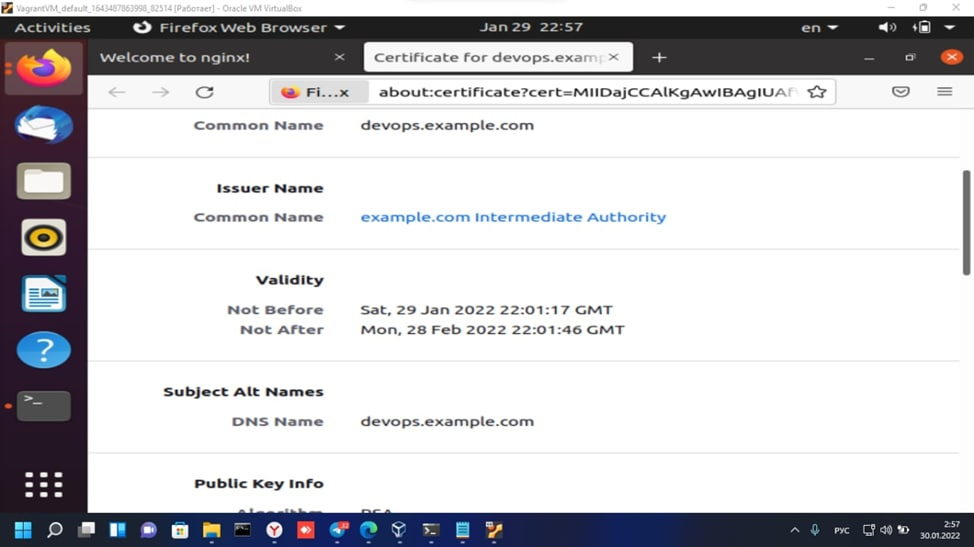 VagrantVM_default_1643487863998_82514 [Работает] - Oracle VM VirtualBox
Activities Firefox Web Browser Jan 29 22:57 en
Welcome to nginx! Certificate for devops.examp
Fi...x about:certificate?cert=MIIDajCCAlKgAwIBAgIUAf
Common Name devops.example.com
Issuer Name
Common Name example.com Intermediate Authority
Validity
Not Before Sat, 29 Jan 2022 22:01:17 GMT
Not After Mon, 28 Feb 2022 22:01:46 GMT
Subject Alt Names
DNS Name devops.example.com
Public Key Info
Algorithm RSA
РУС 2:57
30.01.2022